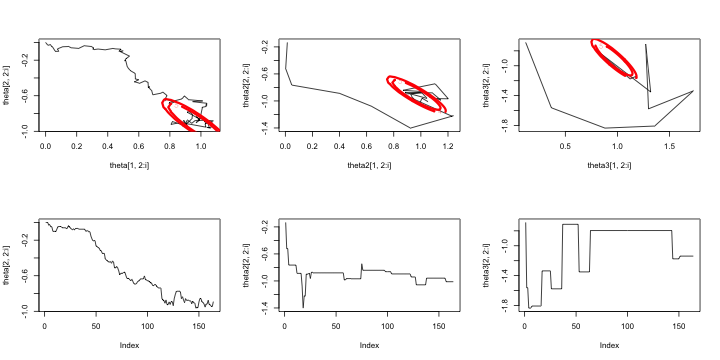 theta[2, 2:i]
-1.0 -0.6 -0.2
0.0 0.2 0.4 0.6 0.8 1.0
theta[1, 2:i]
theta2[2, 2:i]
-1.4 -1.0 -0.6 -0.2
0.0 0.2 0.4 0.6 0.8 1.0 1.2
theta2[1, 2:i]
theta3[2, 2:i]
-1.8 -1.4 -1.0
0.5 1.0 1.5
theta3[1, 2:i]
theta[2, 2:i]
-1.0 -0.6 -0.2
0 50 100 150
Index
theta2[2, 2:i]
-1.4 -1.0 -0.6 -0.2
0 50 100 150
Index
theta3[2, 2:i]
-1.8 -1.4 -1.0
0 50 100 150
Index